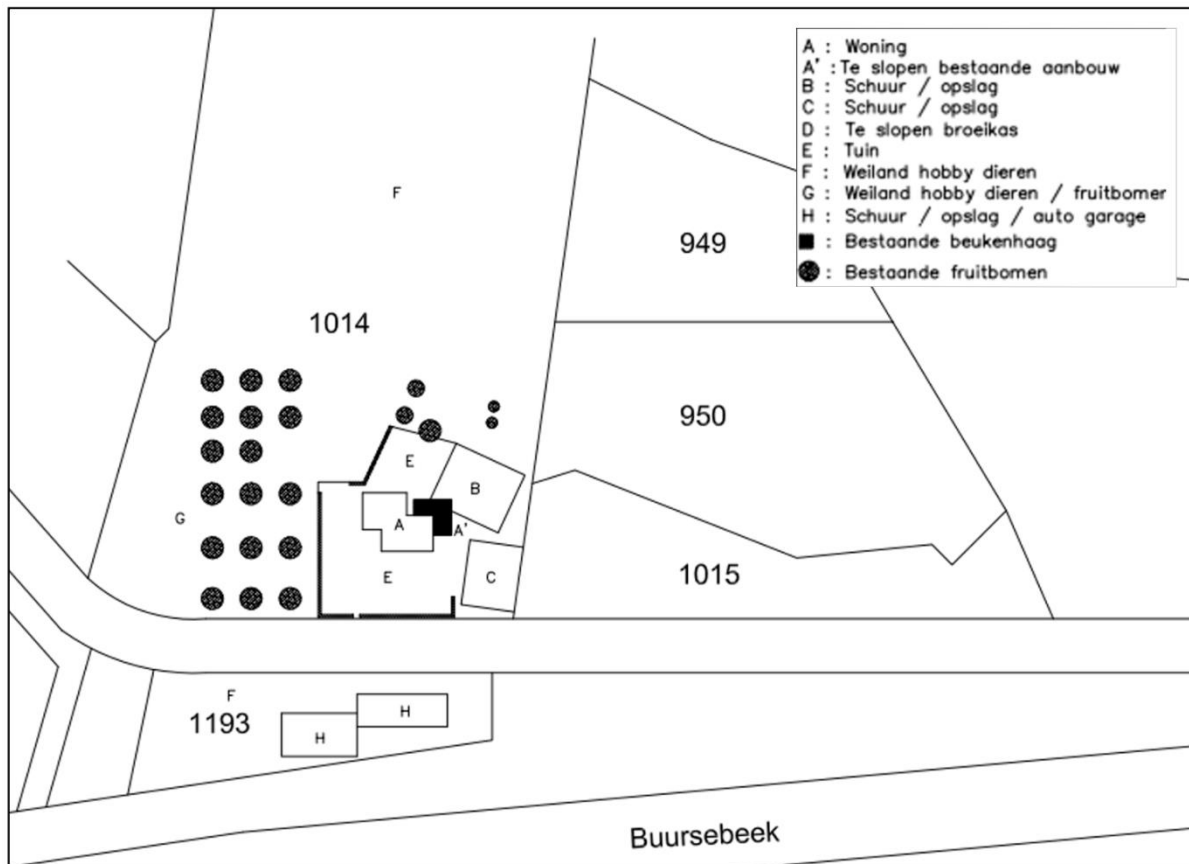 A : Woning
A' : Te slopen bestaande aanbouw
B : Schuur / opslag
C : Schuur / opslag
D : Te slopen broeikas
E : Tuin
F : Weiland hobby dieren
G : Weiland hobby dieren / fruitbomer
H : Schuur / opslag / auto garage
: Bestaande beukenhaag
: Bestaande fruitbomen
F
949
1014
950
E
B
G
A
A'
E
C
1015
F
1193
H
H
Buursebeek